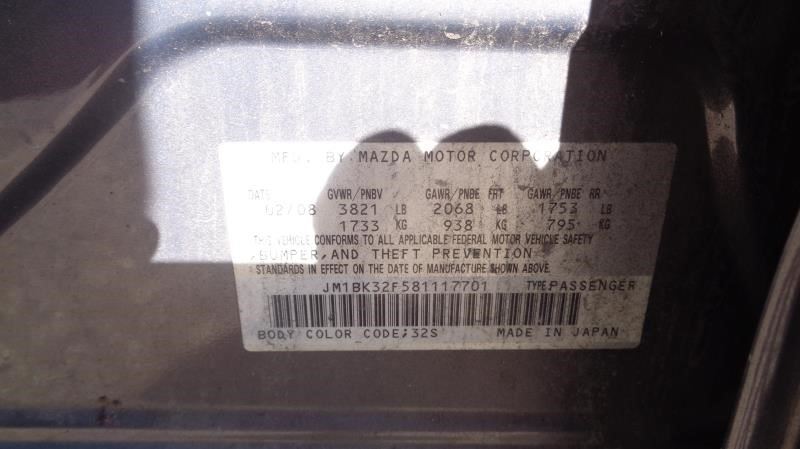 MFD. BY MAZDA MOTOR CORPORATION
DATE GVWR/PNBV GAWR/PNBE FRT GAWR/PNBE RR
02/08 3821 LB 2068 LB 1753 LB
1733 KG 938 KG 795 KG
THIS VEHICLE CONFORMS TO ALL APPLICABLE FEDERAL MOTOR VEHICLE SAFETY
,BUMPER,AND THEFT PREVENTION
STANDARDS IN EFFECT ON THE DATE OF MANUFACTURE SHOWN ABOVE.
JM1BK32F581117701 TYPE:PASSENGER
BODY COLOR CODE;32S MADE IN JAPAN